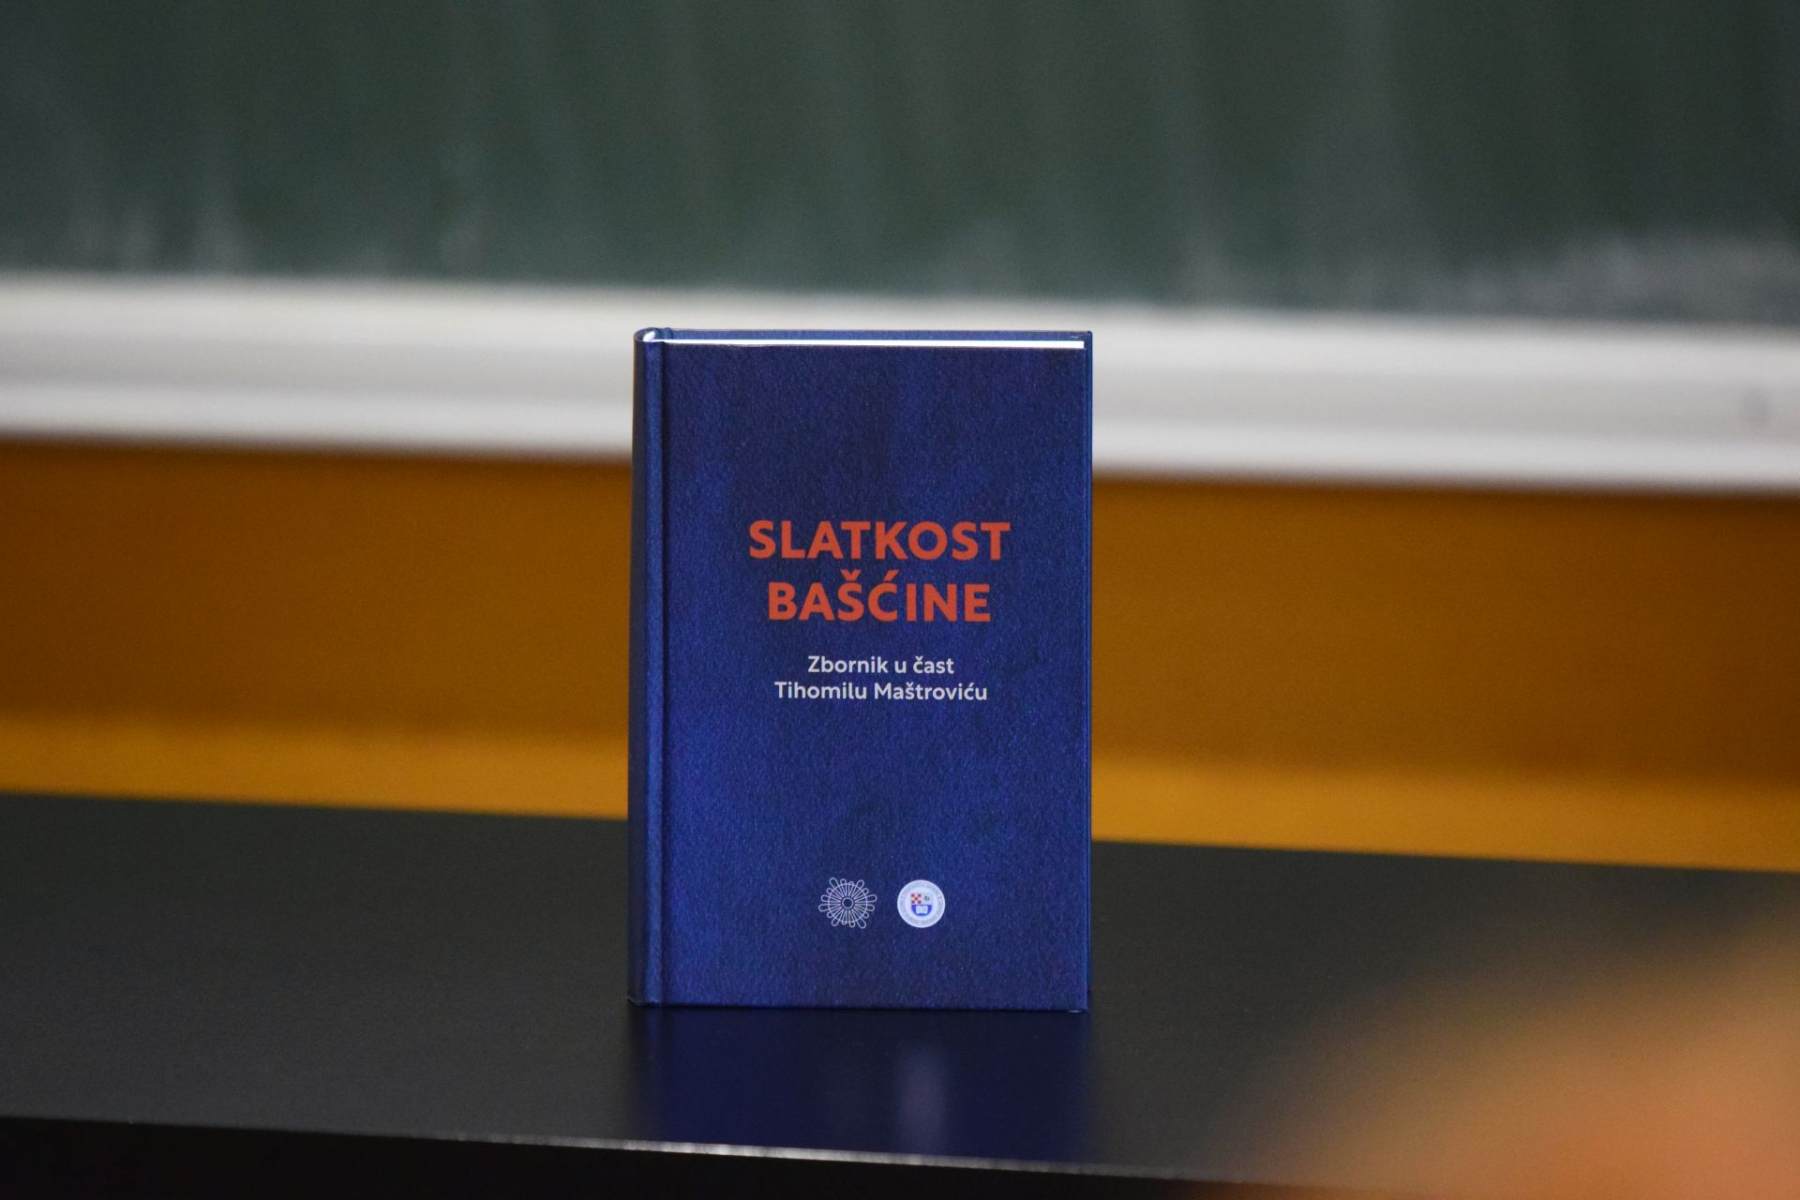 SLATKOST
BAŠĆINE
Zbornik u čast
Tihomilu Maštroviću